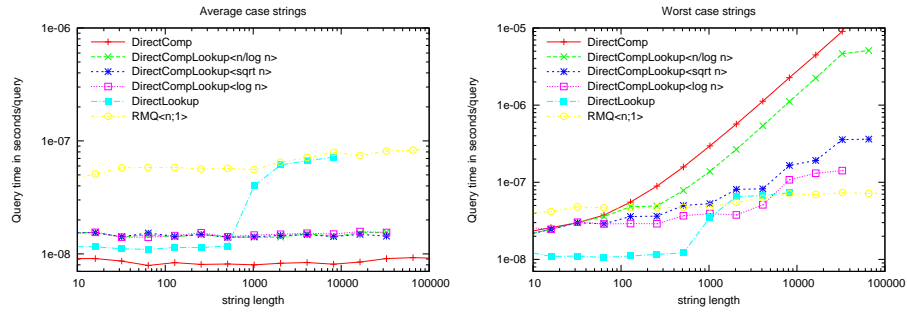 Average case strings
1e-06
1e-07
1e-08
Query time in seconds/query
DirectComp
DirectCompLookup<n/log n>
DirectCompLookup<sqrt n>
DirectCompLookup<log n>
DirectLookup
RMQ<n;1>
10 100 1000 10000 100000
string length
Worst case strings
1e-05
1e-06
1e-07
1e-08
Query time in seconds/query
DirectComp
DirectCompLookup<n/log n>
DirectCompLookup<sqrt n>
DirectCompLookup<log n>
DirectLookup
RMQ<n;1>
10 100 1000 10000 100000
string length